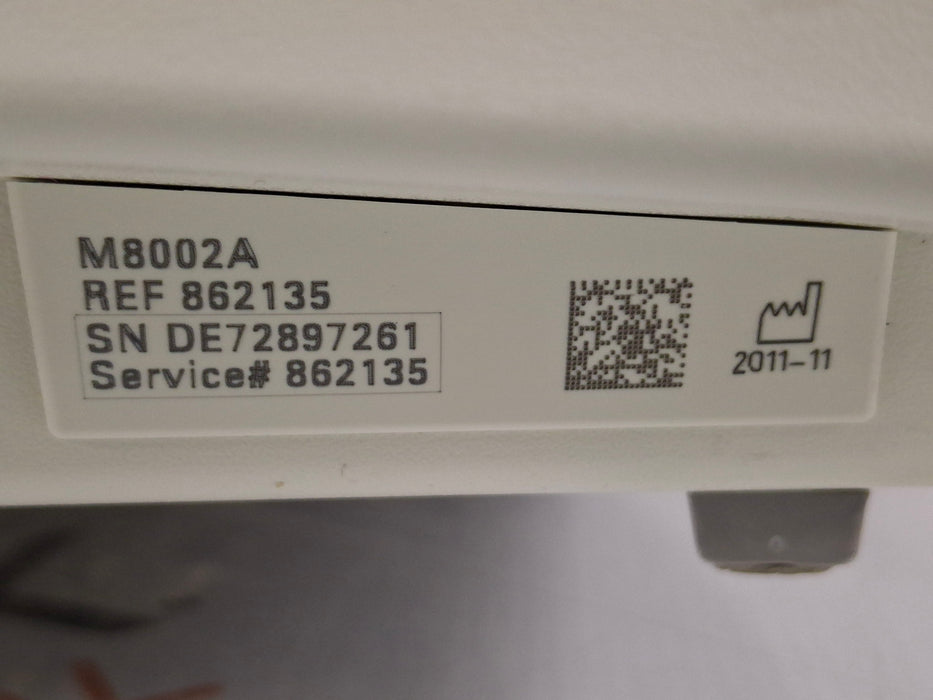 M8002A
REF 862135
SN DE72897261
Service# 862135
2011-11